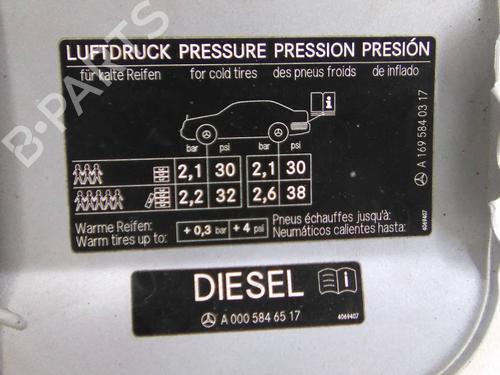 LUFTDRUCK PRESSURE PRESSION PRESIÓN
für kalte Reifen for cold tires des pneus froids de inflado
i
bar psi bar psi
2,1 30 2,1 30
2,2 32 2,6 38
Warme Reifen:
Warm tires up to:
+ 0,3 bar + 4 psi
Pneus échauffes jusqu'à:
Neumáticos calientes hasta:
A 169 584 03 17
4069407
DIESEL i
A 000 584 65 17
4069407
B-PARTS